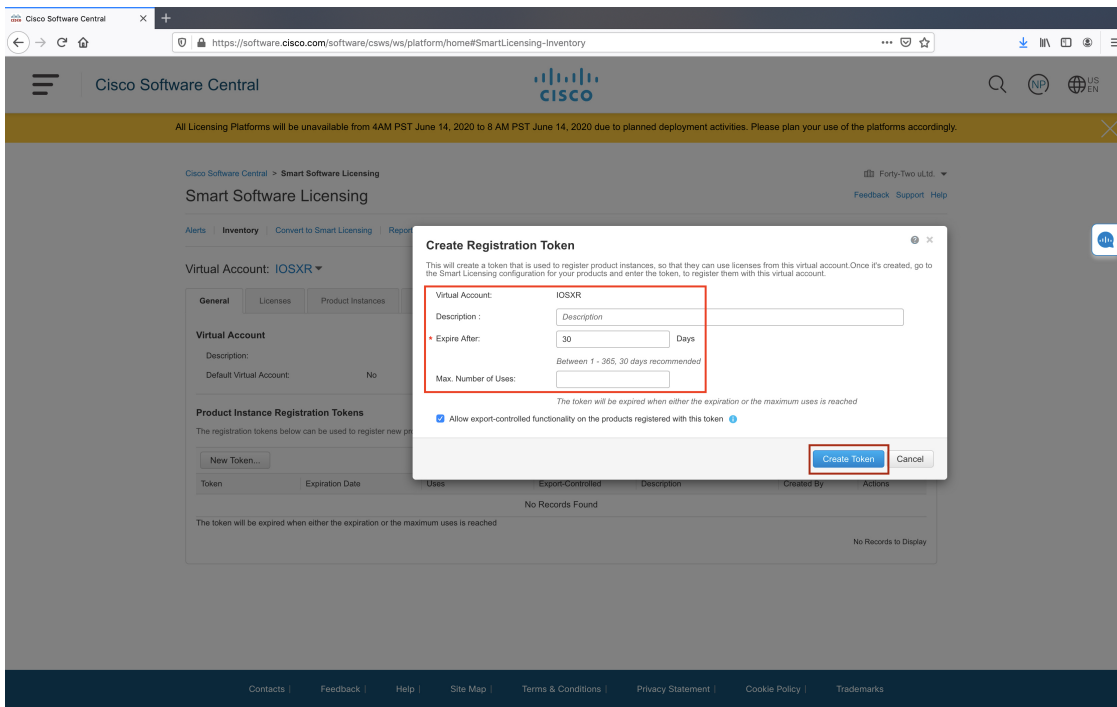 Cisco Software Central
https://software.cisco.com/software/csws/ws/platform/home#SmartLicensing-Inventory
Cisco Software Central
CISCO
NP
US
EN
All Licensing Platforms will be unavailable from 4AM PST June 14, 2020 to 8 AM PST June 14, 2020 due to planned deployment activities. Please plan your use of the platforms accordingly.
Cisco Software Central > Smart Software Licensing
Forty-Two uLtd.
Smart Software Licensing
Feedback Support Help
Alerts | Inventory | Convert to Smart Licensing | Repor
Virtual Account: IOSXR
General Licenses Product Instances
Virtual Account
Description:
Default Virtual Account: No
Product Instance Registration Tokens
The registration tokens below can be used to register new pr
New Token...
Token Expiration Date Uses Export-Controlled Description Created By Actions
No Records Found
The token will be expired when either the expiration or the maximum uses is reached
No Records to Display
Create Registration Token
This will create a token that is used to register product instances, so that they can use licenses from this virtual account.Once it's created, go to
the Smart Licensing configuration for your products and enter the token, to register them with this virtual account.
Virtual Account: IOSXR
Description : Description
* Expire After: 30 Days
Between 1 - 365, 30 days recommended
Max. Number of Uses:
The token will be expired when either the expiration or the maximum uses is reached
Allow export-controlled functionality on the products registered with this token
Create Token Cancel
Contacts | Feedback | Help | Site Map | Terms & Conditions | Privacy Statement | Cookie Policy | Trademarks